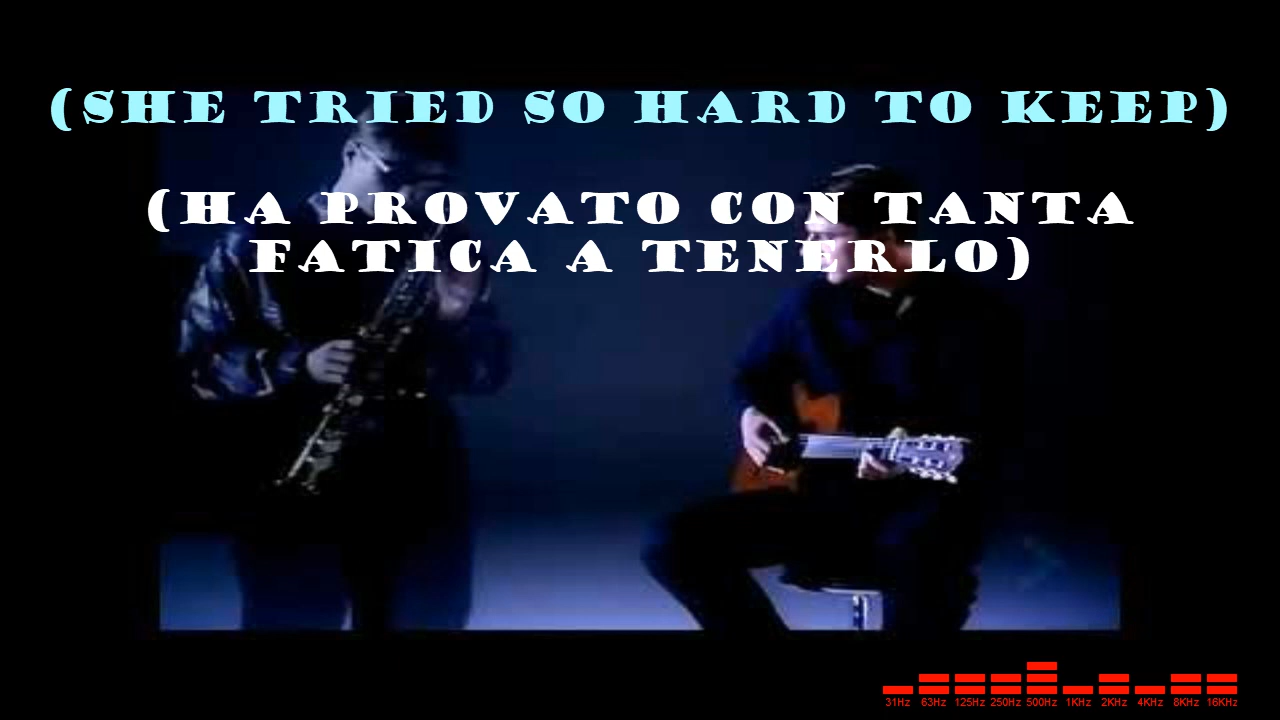 (SHE TRIED SO HARD TO KEEP)
(HA PROVATO CON TANTA
FATICA A TENERLO)
31Hz 63Hz 125Hz 250Hz 500Hz 1KHz 2KHz 4KHz 8KHz 16KHz